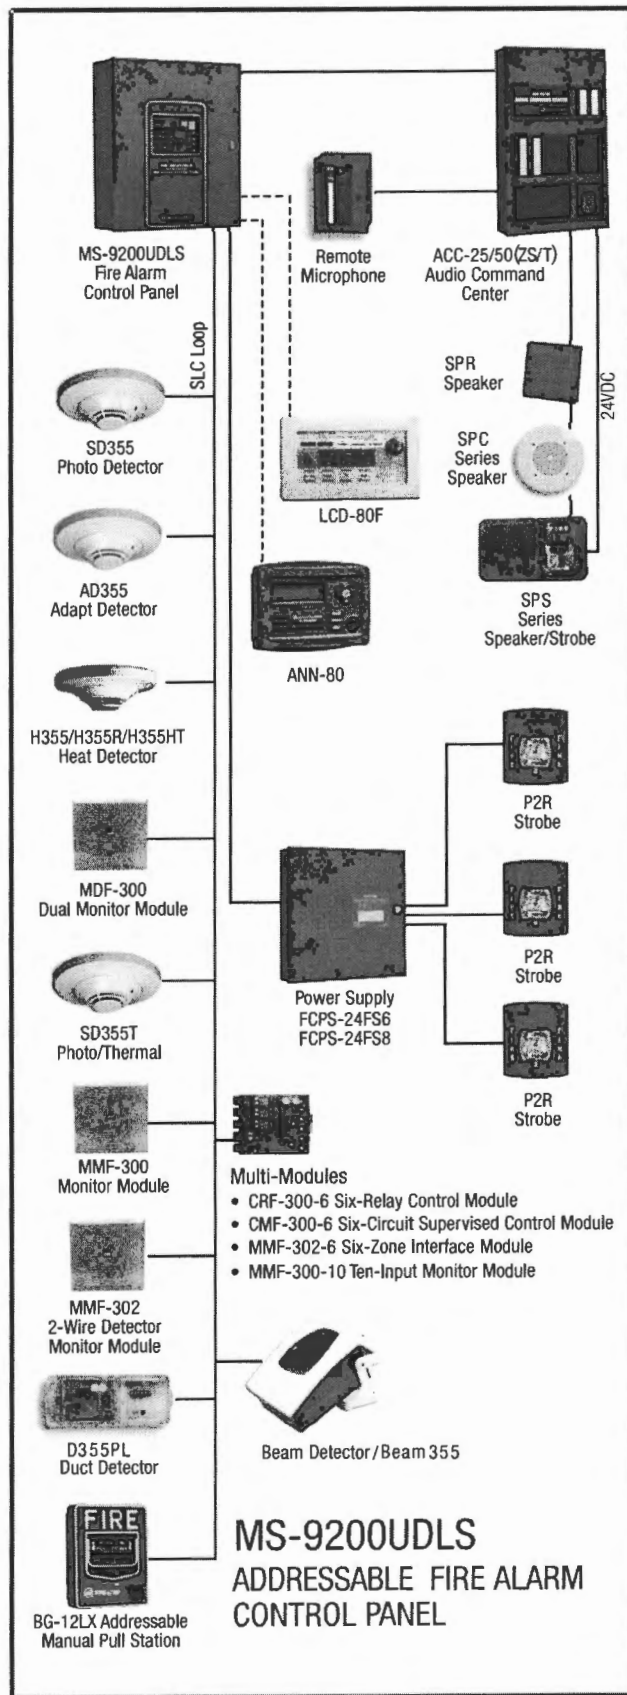 MS-9200UDLS
Fire Alarm
Control Panel
Remote
Microphone
ACC-25/50(ZS/T)
Audio Command
Center
SLC Loop
SD355
Photo Detector
SPR
Speaker
24VDC
SPC
Series
Speaker
LCD-80F
AD355
Adapt Detector
SPS
Series
Speaker/Strobe
ANN-80
H355/H355R/H355HT
Heat Detector
P2R
Strobe
MDF-300
Dual Monitor Module
P2R
Strobe
SD355T
Photo/Thermal
Power Supply
FCPS-24FS6
FCPS-24FS8
P2R
Strobe
MMF-300
Monitor Module
Multi-Modules
• CRF-300-6 Six-Relay Control Module
• CMF-300-6 Six-Circuit Supervised Control Module
• MMF-302-6 Six-Zone Interface Module
• MMF-300-10 Ten-Input Monitor Module
MMF-302
2-Wire Detector
Monitor Module
D355PL
Duct Detector
Beam Detector/Beam 355
FIRE
BG-12LX Addressable
Manual Pull Station
MS-9200UDLS
ADDRESSABLE FIRE ALARM
CONTROL PANEL